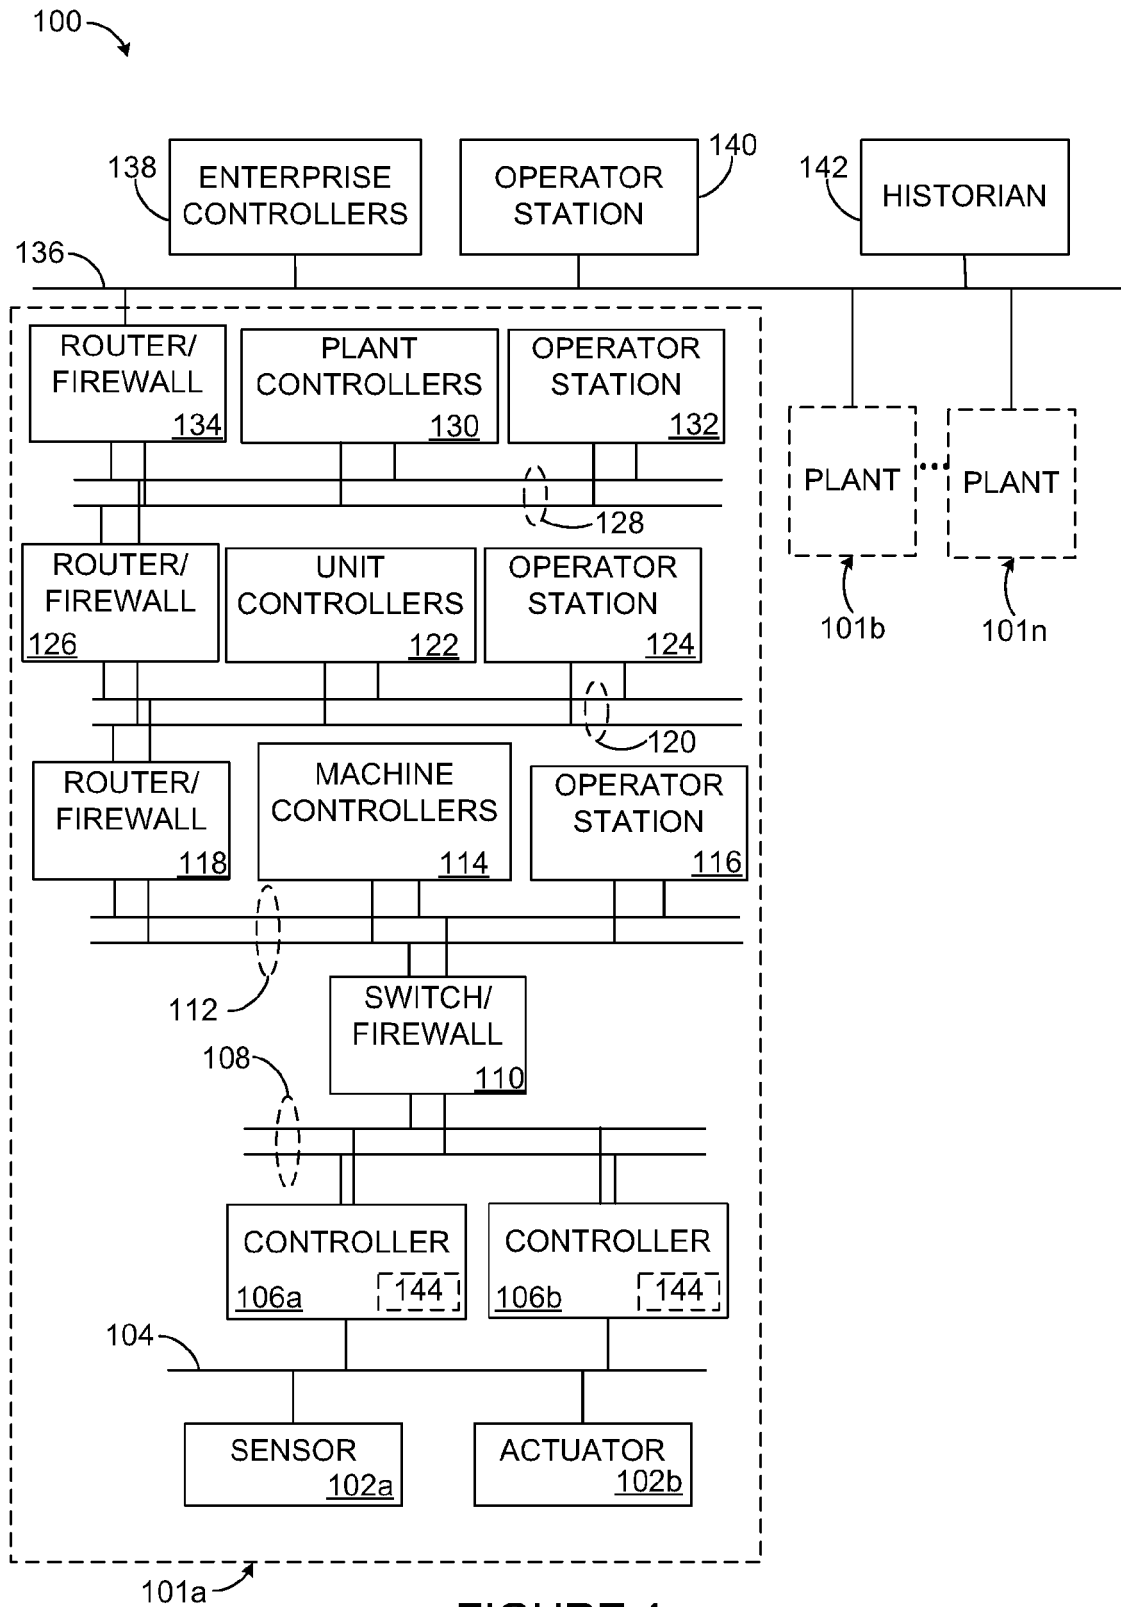 100
138
ENTERPRISE
CONTROLLERS
OPERATOR
STATION
140
142
HISTORIAN
136
ROUTER/
FIREWALL
134
PLANT
CONTROLLERS
130
OPERATOR
STATION
132
128
PLANT
PLANT
101b
101n
ROUTER/
FIREWALL
126
UNIT
CONTROLLERS
122
OPERATOR
STATION
124
120
ROUTER/
FIREWALL
118
MACHINE
CONTROLLERS
114
OPERATOR
STATION
116
112
SWITCH/
FIREWALL
110
108
CONTROLLER
106a
144
CONTROLLER
106b
144
104
SENSOR
102a
ACTUATOR
102b
101a
FIGURE 1